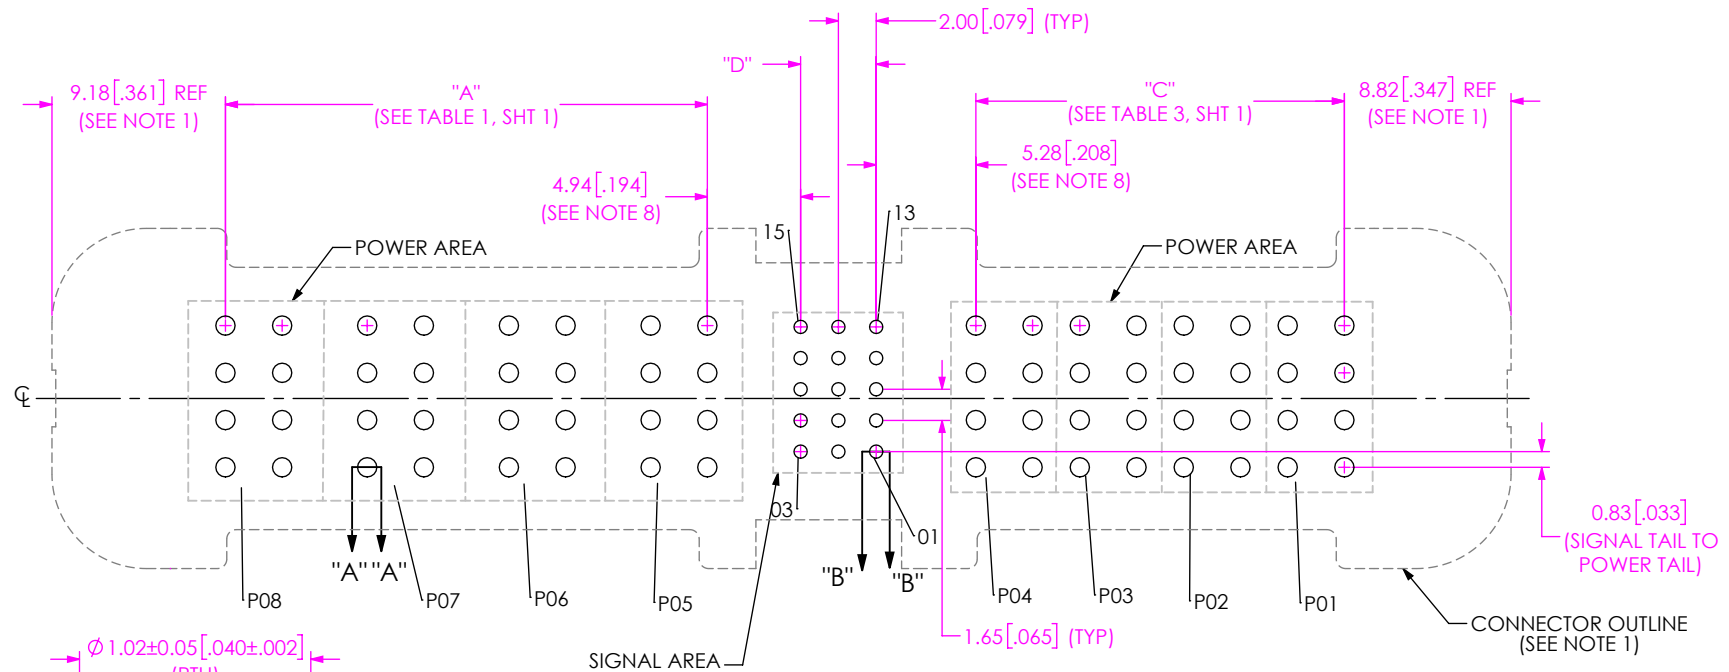 2.00[.079] (TYP)
"D"
9.18[.361] REF
(SEE NOTE 1)
"A"
(SEE TABLE 1, SHT 1)
"C"
(SEE TABLE 3, SHT 1)
8.82[.347] REF
(SEE NOTE 1)
5.28[.208]
(SEE NOTE 8)
4.94[.194]
(SEE NOTE 8)
15
13
POWER AREA
POWER AREA
℄
03
01
"A" "A"
"B" "B"
0.83[.033]
(SIGNAL TAIL TO
POWER TAIL)
P08
P07
P06
P05
P04
P03
P02
P01
1.65[.065] (TYP)
CONNECTOR OUTLINE
(SEE NOTE 1)
Ø1.02±0.05[.040±.002]
(PTH)
SIGNAL AREA